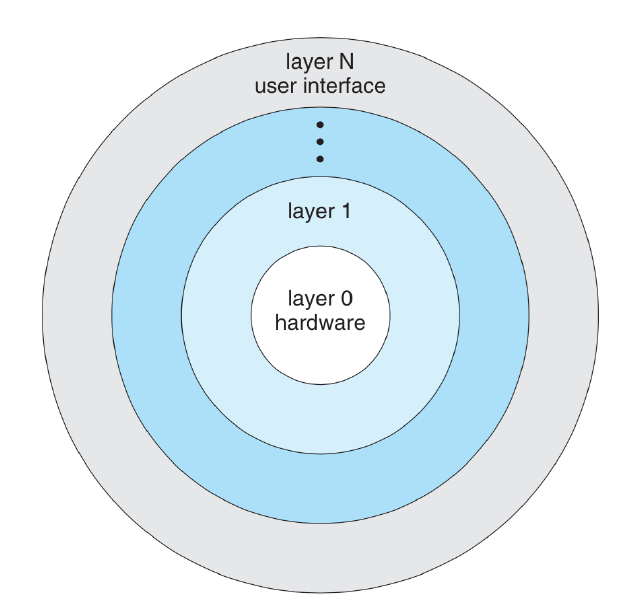 layer N
user interface
layer 1
layer 0
hardware